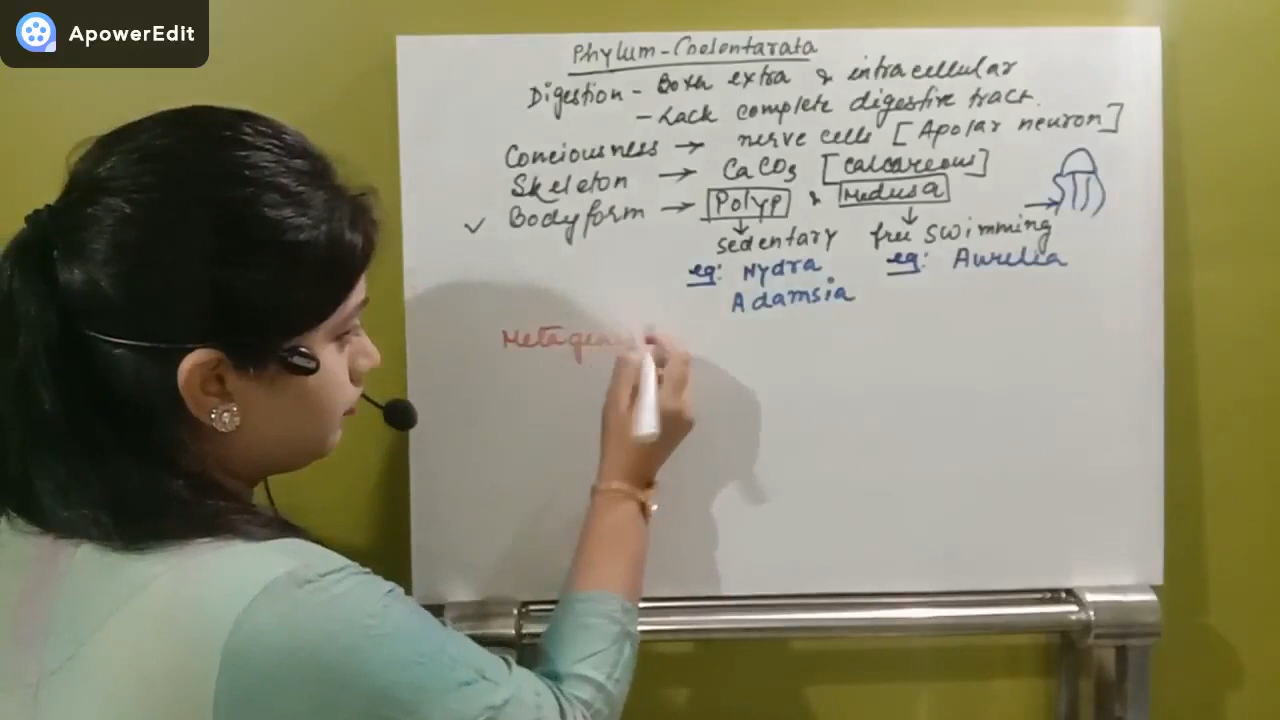 ApowerEdit
Phylum-Coelentarata
Digestion - Both extra & intracellular
- Lack complete digestive tract.
Conciousness → nerve cells [Apolar neuron]
Skeleton → CaCO3 [calcareous]
✓ Body form → Polyp & Medusa
sedentary free swimming
eg: Hydra eg: Aurelia
Adamsia